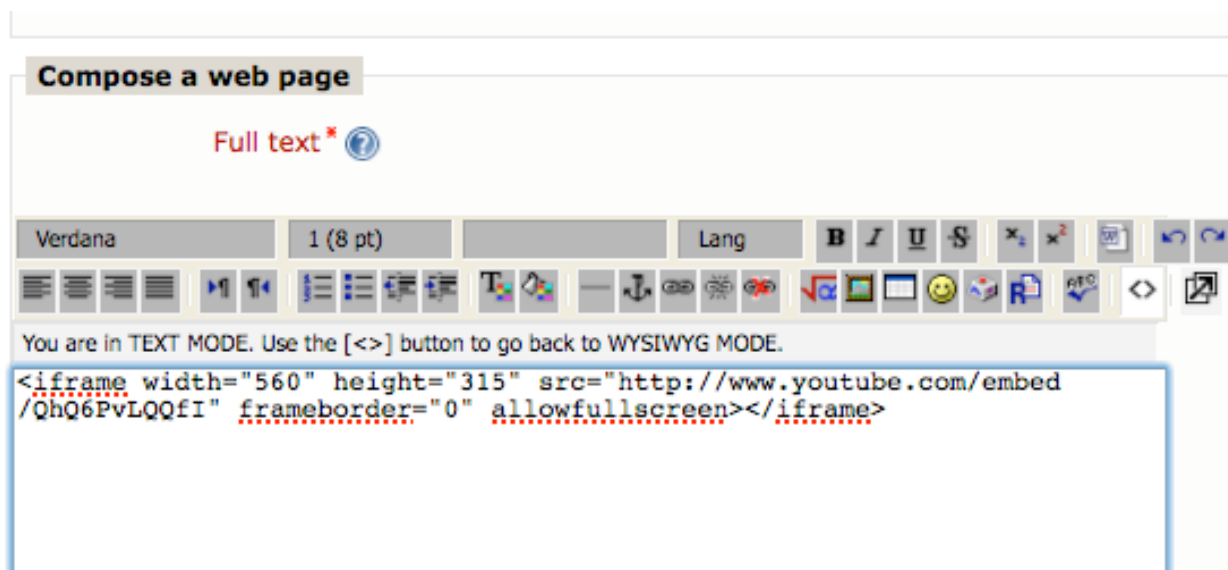 Compose a web page
Full text*
Verdana 1 (8 pt) Lang B I U S x₂ x²
You are in TEXT MODE. Use the [<>] button to go back to WYSIWYG MODE.
<iframe width="560" height="315" src="http://www.youtube.com/embed
/QhQ6PvLQQfI" frameborder="0" allowfullscreen></iframe>